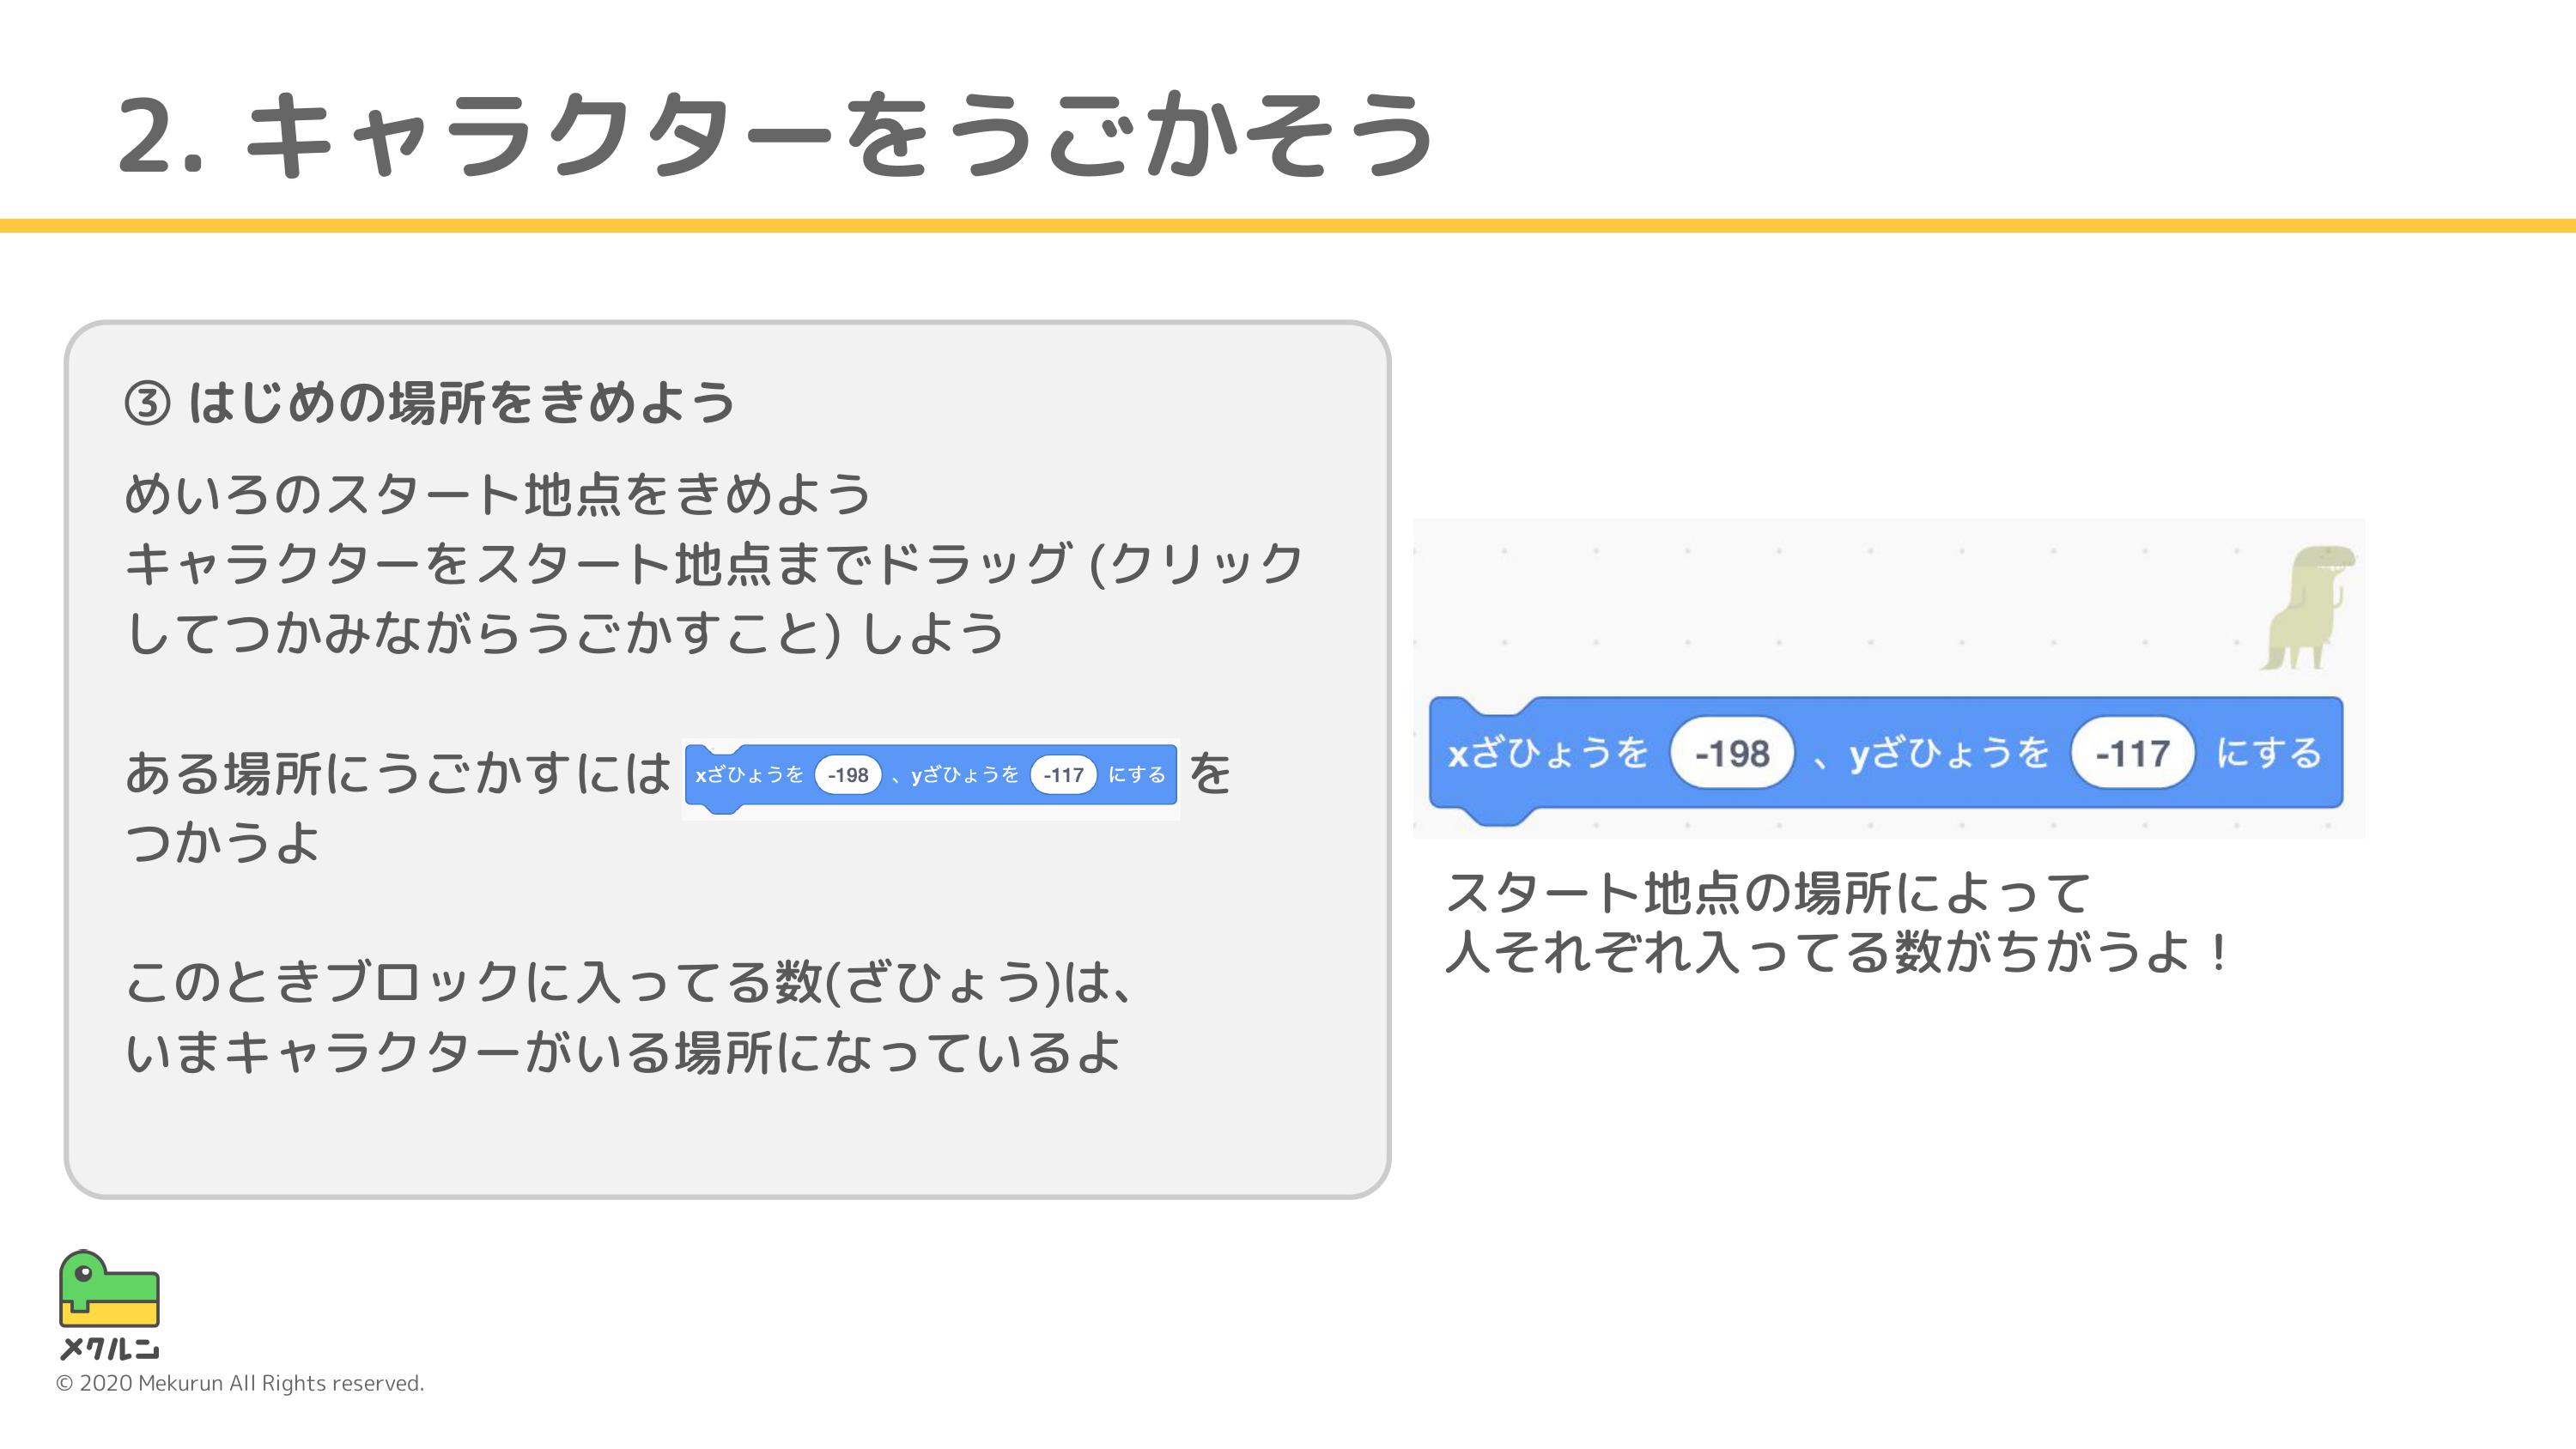 2. キャラクターをうごかそう
③ はじめの場所をきめよう
めいろのスタート地点をきめよう
キャラクターをスタート地点までドラッグ (クリック
してつかみながらうごかすこと) しよう
ある場所にうごかすには xざひょうを -198 、yざひょうを -117 にする を
つかうよ
このときブロックに入ってる数(ざひょう)は、
いまキャラクターがいる場所になっているよ
xざひょうを -198 、yざひょうを -117 にする
スタート地点の場所によって
人それぞれ入ってる数がちがうよ！
メクルン
© 2020 Mekurun All Rights reserved.